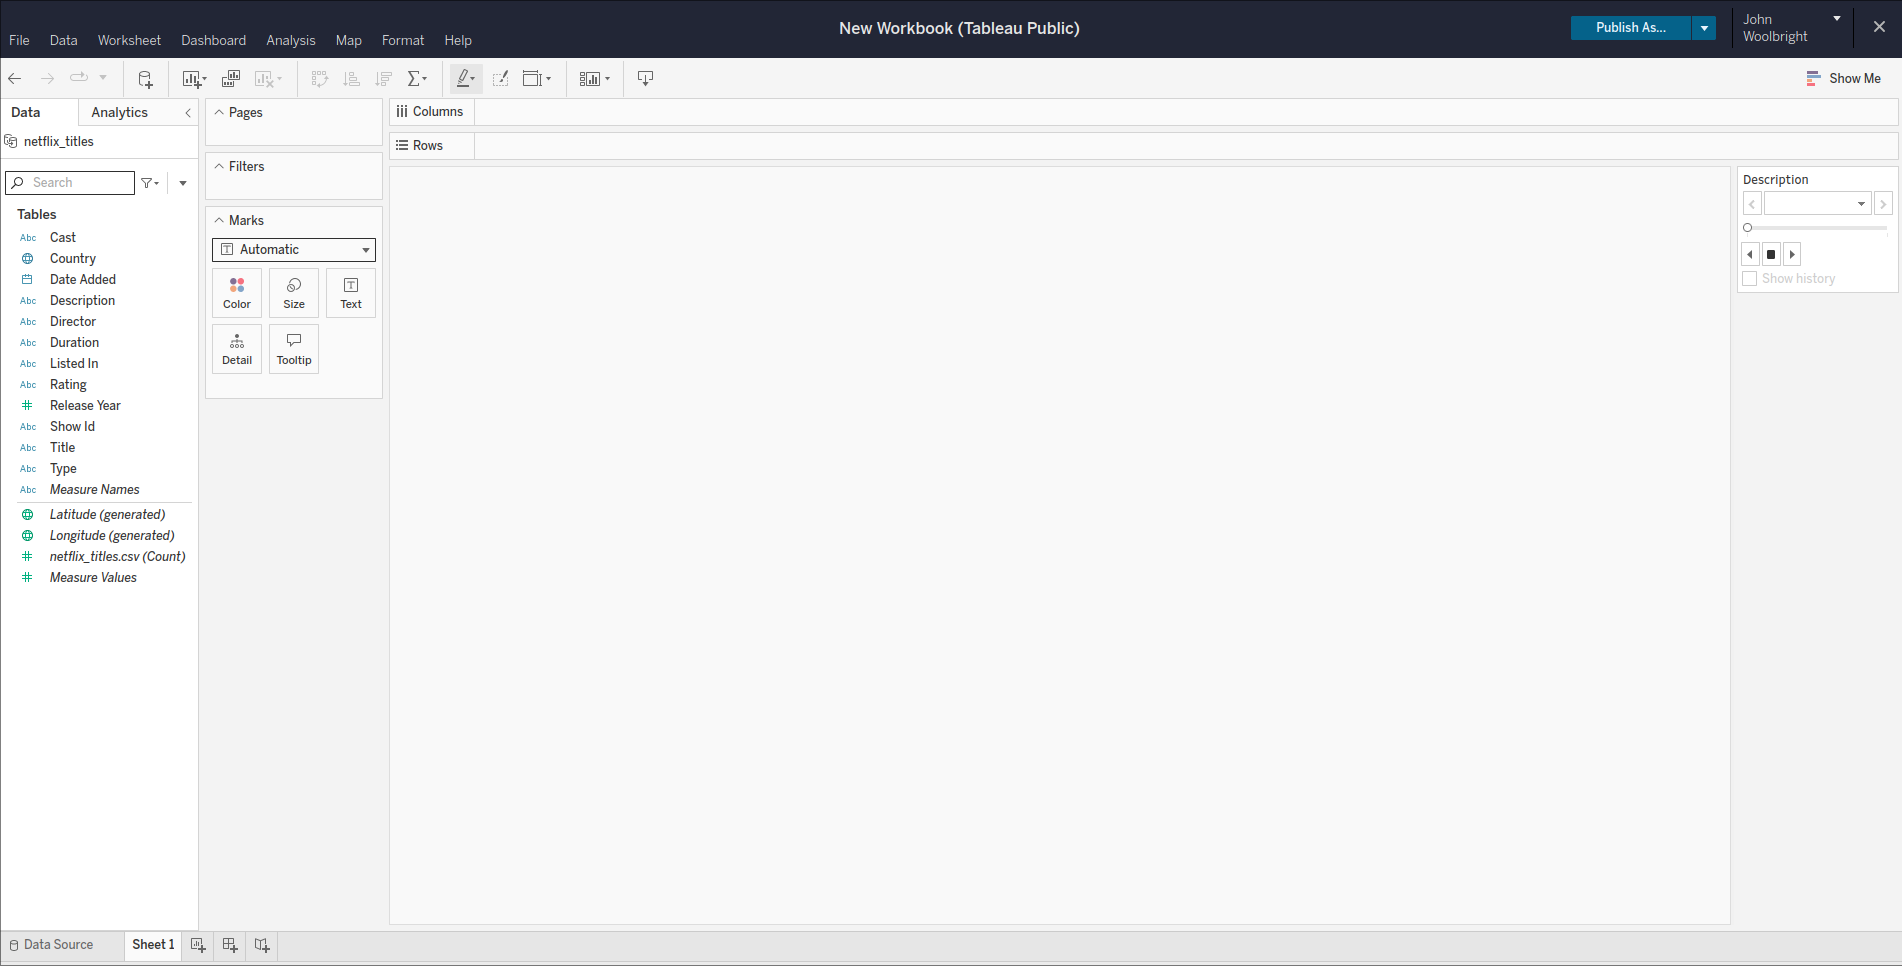 New Workbook (Tableau Public)
Publish As...
John
Woolbright
File Data Worksheet Dashboard Analysis Map Format Help
Show Me
Data Analytics
netflix_titles
Search
Tables
Abc Cast
Country
Date Added
Abc Description
Abc Director
Abc Duration
Abc Listed In
Abc Rating
Release Year
Abc Show Id
Abc Title
Abc Type
Abc Measure Names
Latitude (generated)
Longitude (generated)
netflix_titles.csv (Count)
Measure Values
Pages
Filters
Marks
Automatic
Color Size Text
Detail Tooltip
Columns
Rows
Description
Show history
Data Source Sheet 1